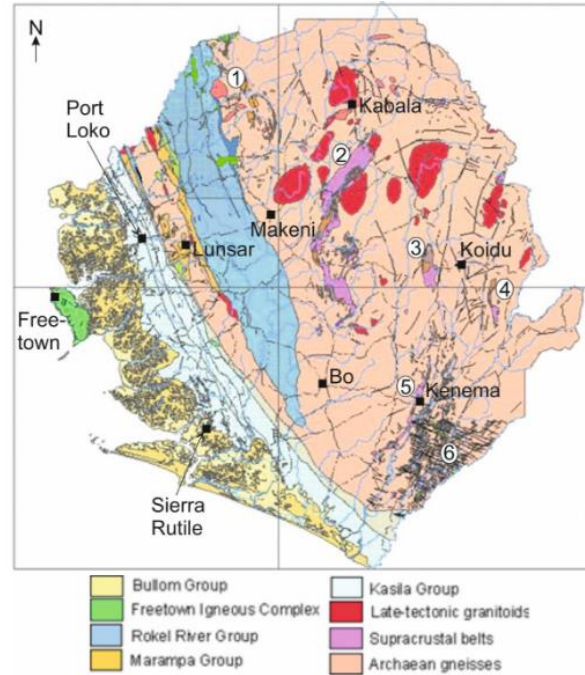 N
1
Port
Loko
Kabala
2
Makeni
Lunsar
3
Koidu
4
Free-
town
Bo
5
Kenema
6
Sierra
Rutile
Bullom Group
Freetown Igneous Complex
Rokel River Group
Marampa Group
Kasila Group
Late-tectonic granitoids
Supracrustal belts
Archaean gneisses